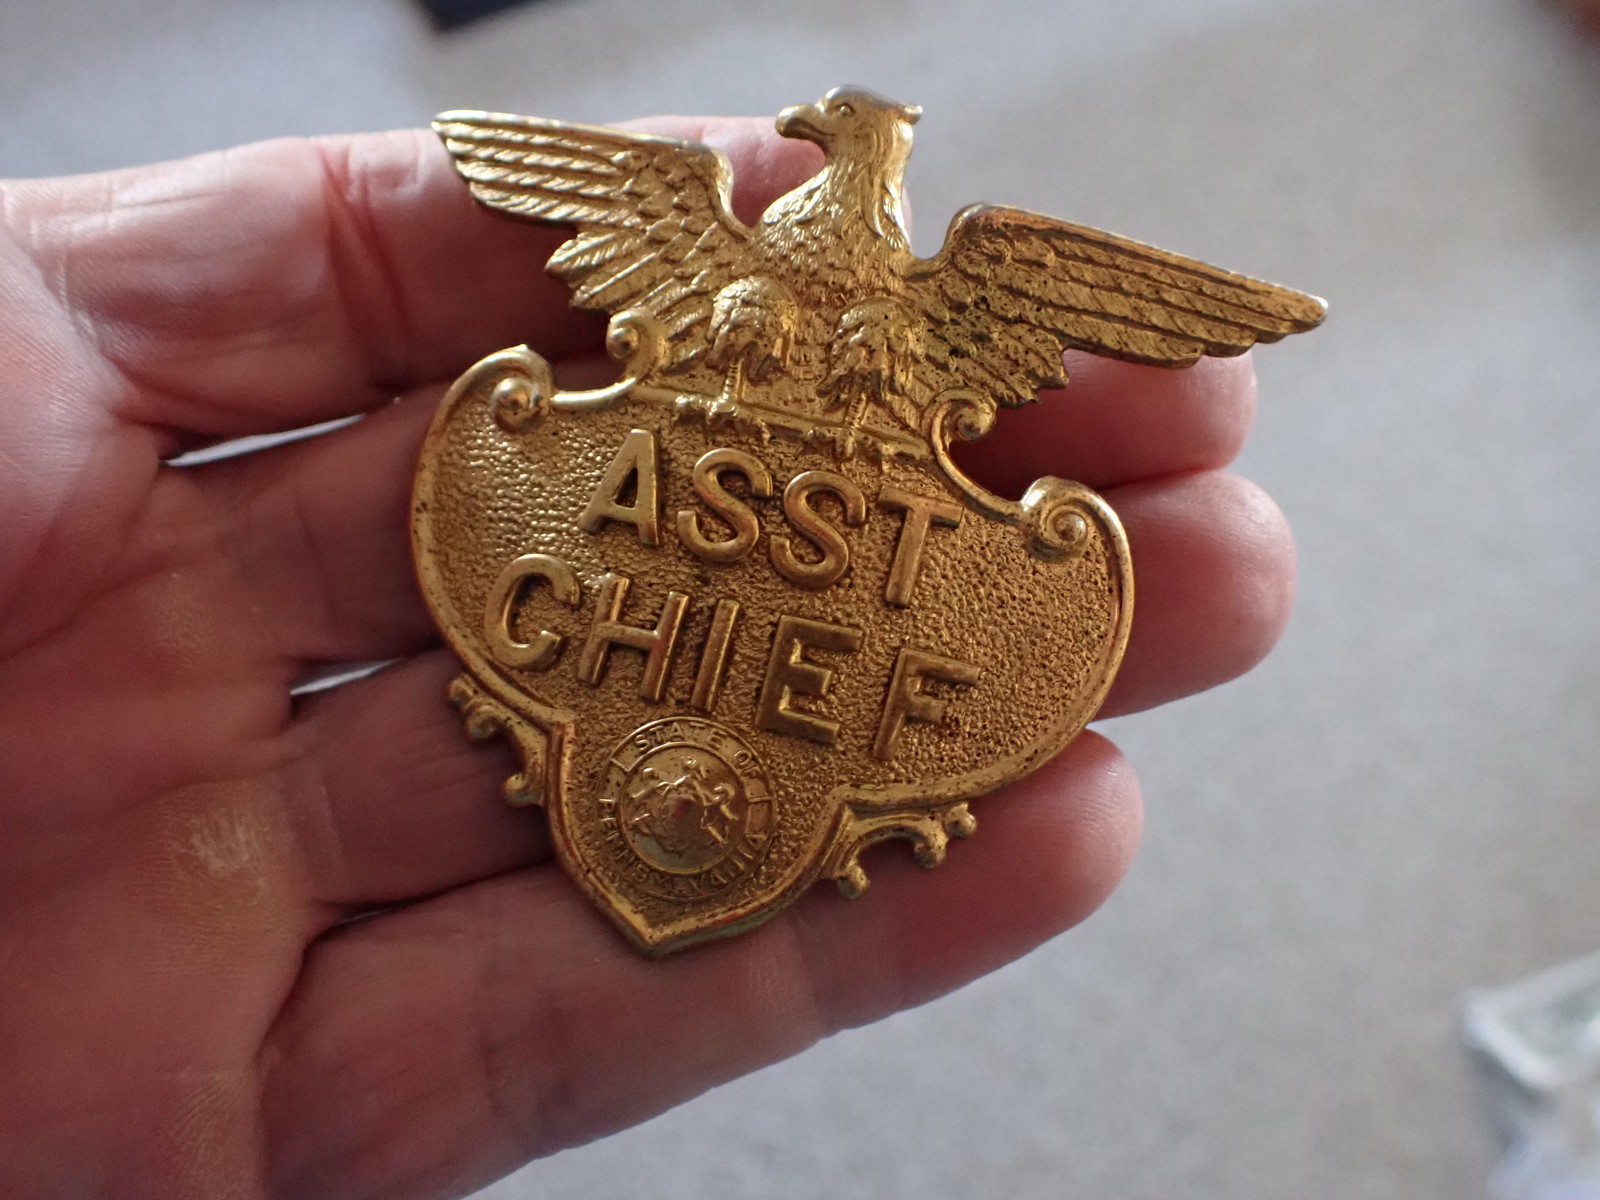 ASST
CHIEF
STATE OF
PENNSYLVANIA